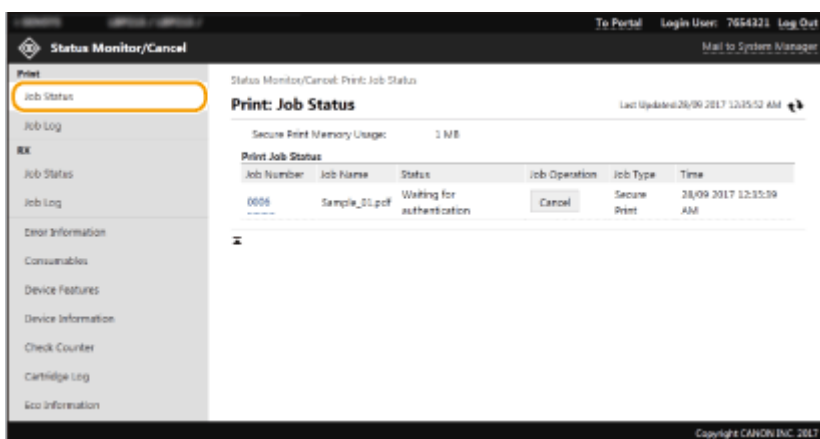 To Portal Login User: 7654321 Log Out
Status Monitor/Cancel
Mail to System Manager
Print
Job Status
Job Log
RX
Job Status
Job Log
Error Information
Consumables
Device Features
Device Information
Check Counter
Cartridge Log
Eco Information
Status Monitor/Cancel: Print: Job Status
Print: Job Status
Last Updated:28/09 2017 12:35:52 AM
Secure Print Memory Usage: 1 MB
Print Job Status
Job Number Job Name Status Job Operation Job Type Time
0006 Sample_01.pdf Waiting for authentication Cancel Secure Print 28/09 2017 12:35:39 AM
Copyright CANON INC. 2017